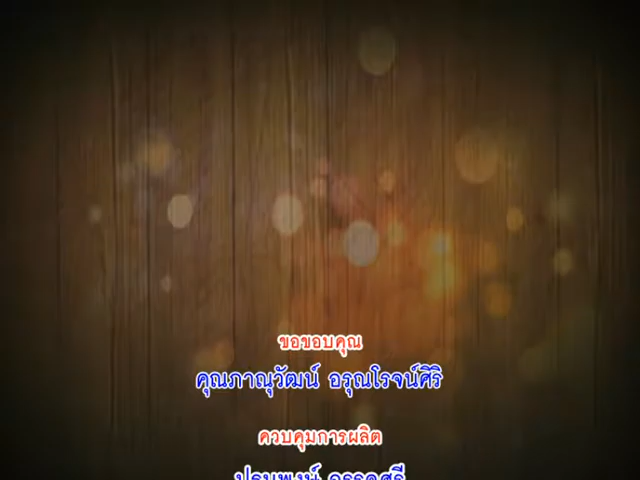 ขอขอบคุณ
คุณภาณุวัฒน์ อรุณโรจน์ศิริ
ควบคุมการผลิต